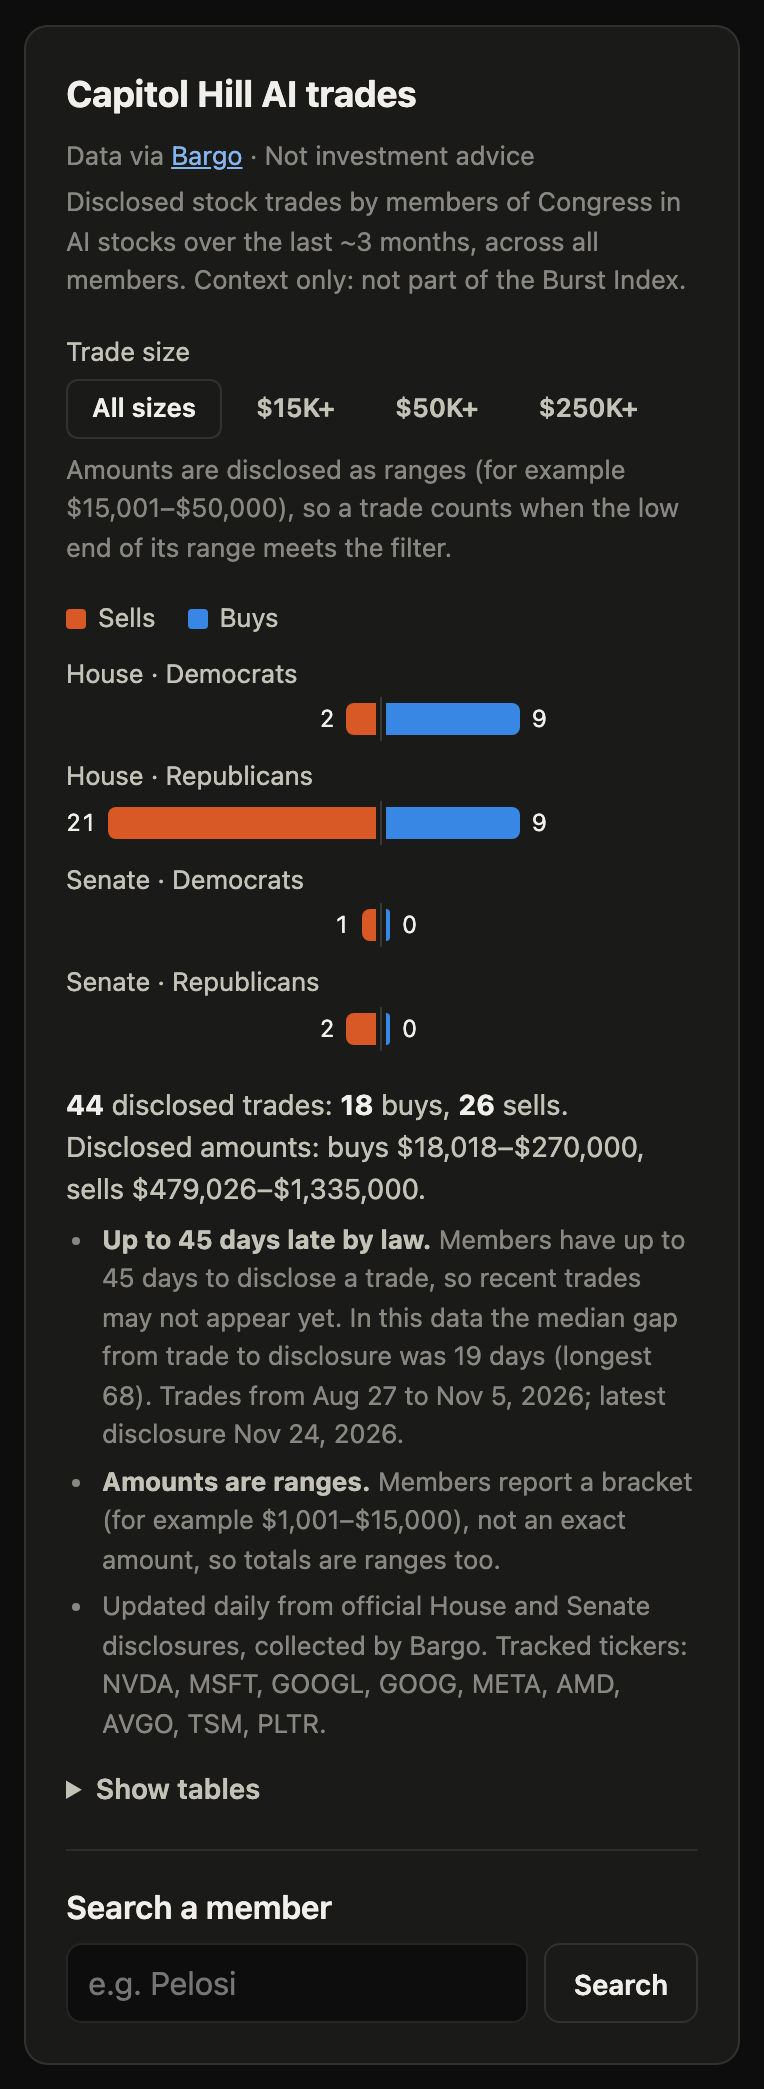 Capitol Hill AI trades
Data via Bargo · Not investment advice
Disclosed stock trades by members of Congress in
AI stocks over the last ~3 months, across all
members. Context only: not part of the Burst Index.
Trade size
All sizes $15K+ $50K+ $250K+
Amounts are disclosed as ranges (for example
$15,001–$50,000), so a trade counts when the low
end of its range meets the filter.
Sells Buys
House · Democrats
2 9
House · Republicans
21 9
Senate · Democrats
1 0
Senate · Republicans
2 0
44 disclosed trades: 18 buys, 26 sells.
Disclosed amounts: buys $18,018–$270,000,
sells $479,026–$1,335,000.
• Up to 45 days late by law. Members have up to
45 days to disclose a trade, so recent trades
may not appear yet. In this data the median gap
from trade to disclosure was 19 days (longest
68). Trades from Aug 27 to Nov 5, 2026; latest
disclosure Nov 24, 2026.
• Amounts are ranges. Members report a bracket
(for example $1,001–$15,000), not an exact
amount, so totals are ranges too.
• Updated daily from official House and Senate
disclosures, collected by Bargo. Tracked tickers:
NVDA, MSFT, GOOGL, GOOG, META, AMD,
AVGO, TSM, PLTR.
▶ Show tables
Search a member
e.g. Pelosi Search